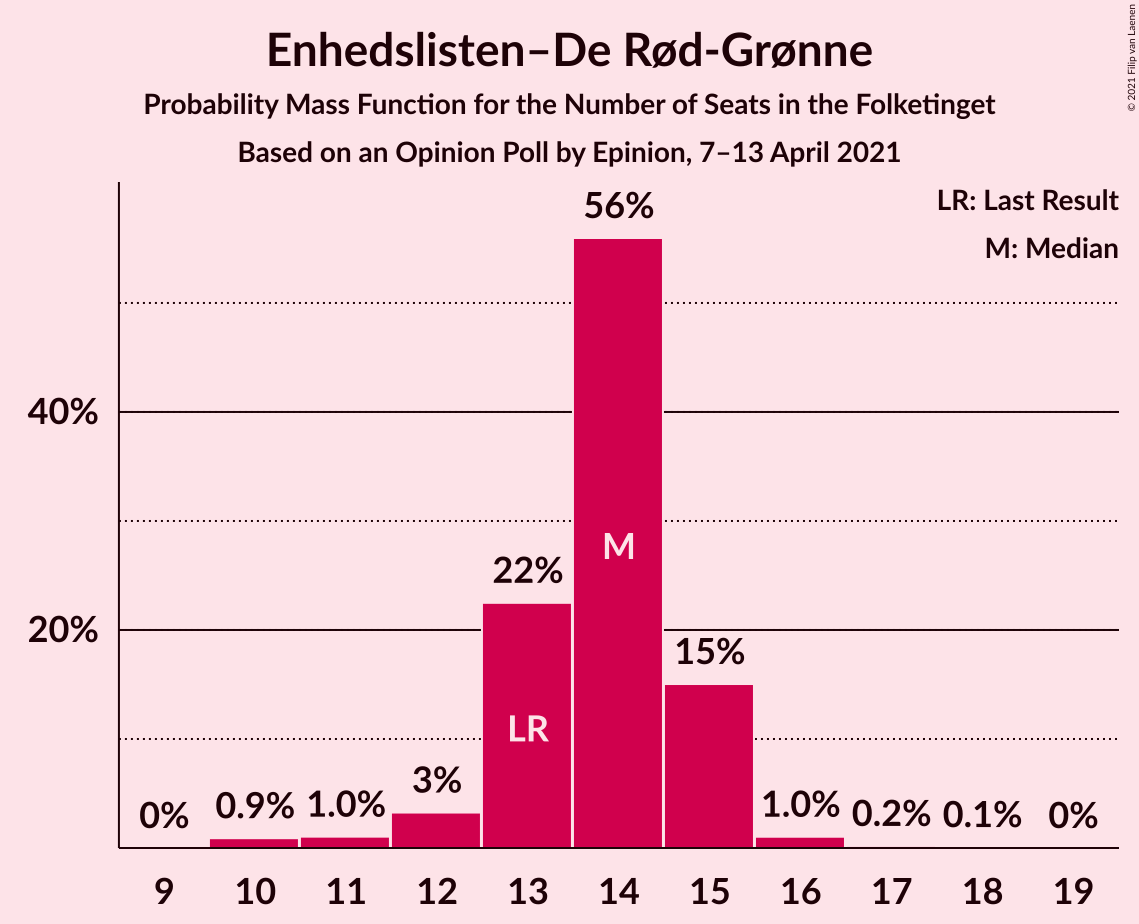 Enhedslisten–De Rød-Grønne
Probability Mass Function for the Number of Seats in the Folketinget
Based on an Opinion Poll by Epinion, 7–13 April 2021
© 2021 Filip van Laenen
LR: Last Result
M: Median
40%
20%
0%
0.9%
1.0%
3%
22%
56%
15%
1.0%
0.2%
0.1%
0%
LR
M
9 10 11 12 13 14 15 16 17 18 19